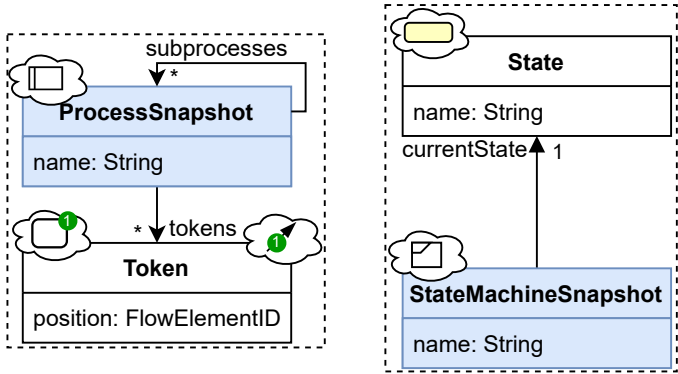 subprocesses
*
ProcessSnapshot
name: String
* tokens
1
1
Token
position: FlowElementID
State
name: String
currentState 1
StateMachineSnapshot
name: String